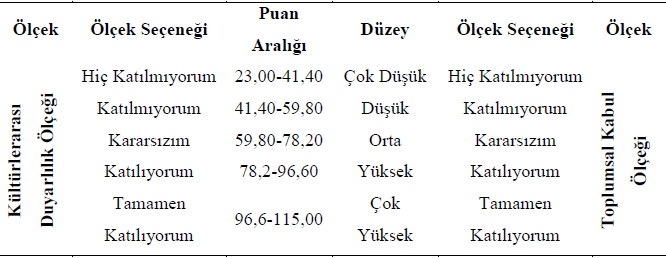 Ölçek Ölçek Seçeneği Puan Aralığı Düzey Ölçek Seçeneği Ölçek
Kültürlerarası Duyarlılık Ölçeği
Hiç Katılmıyorum 23,00-41,40 Çok Düşük Hiç Katılmıyorum
Katılmıyorum 41,40-59,80 Düşük Katılmıyorum
Kararsızım 59,80-78,20 Orta Kararsızım
Katılıyorum 78,2-96,60 Yüksek Katılıyorum
Tamamen Katılıyorum 96,6-115,00 Çok Yüksek Tamamen Katılıyorum
Toplumsal Kabul Ölçeği